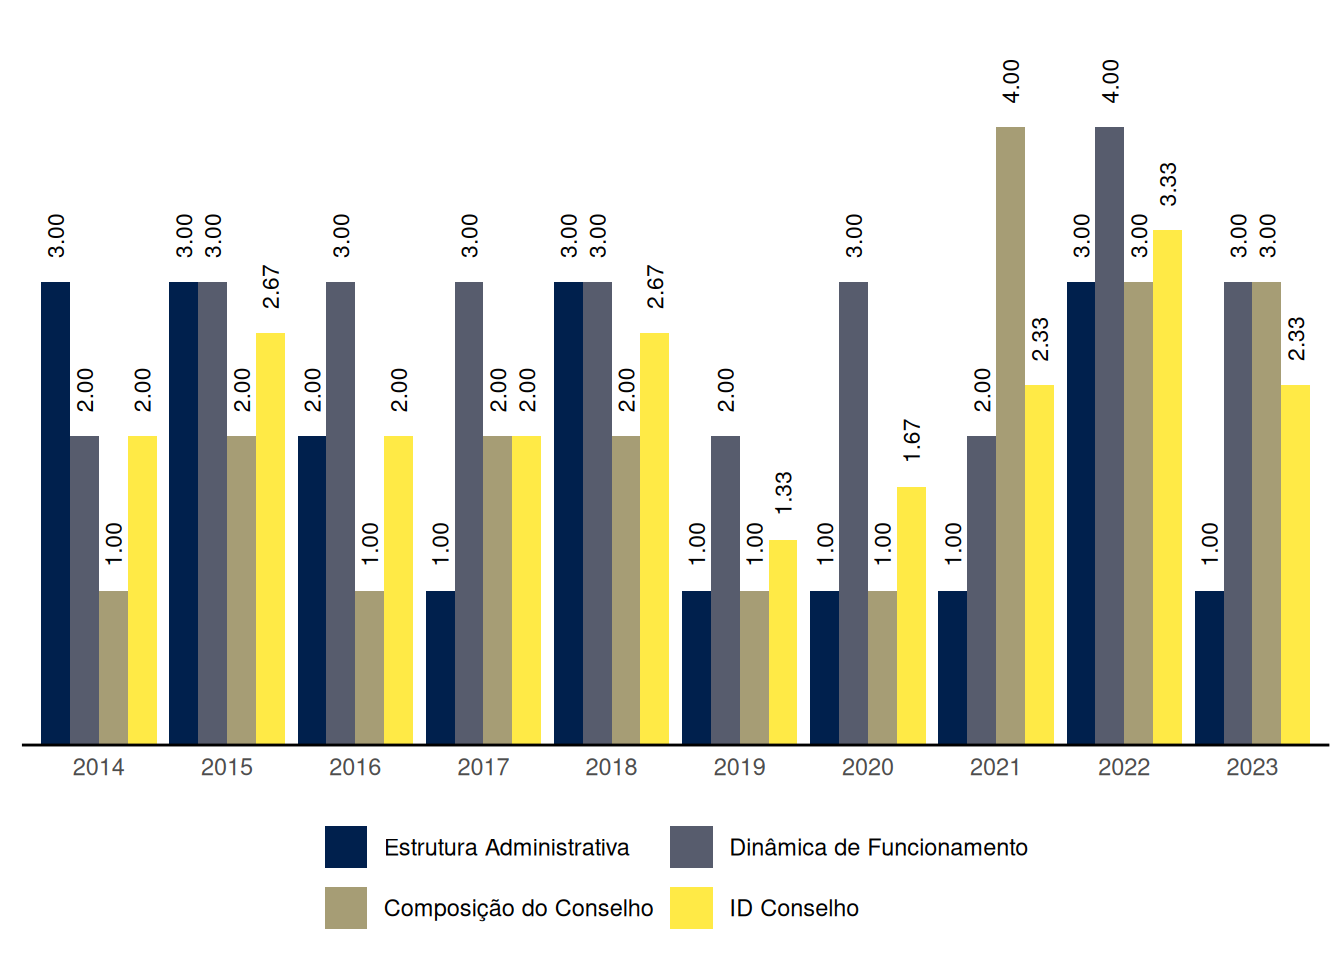 3.00 2.00 1.00 2.00
3.00 3.00 2.00 2.67
2.00 3.00 1.00 2.00
1.00 3.00 2.00 2.00
3.00 3.00 2.00 2.67
1.00 2.00 1.00 1.33
1.00 3.00 1.00 1.67
1.00 2.00 4.00 2.33
3.00 4.00 3.00 3.33
1.00 3.00 3.00 2.33
2014 2015 2016 2017 2018 2019 2020 2021 2022 2023
Estrutura Administrativa Dinâmica de Funcionamento
Composição do Conselho ID Conselho